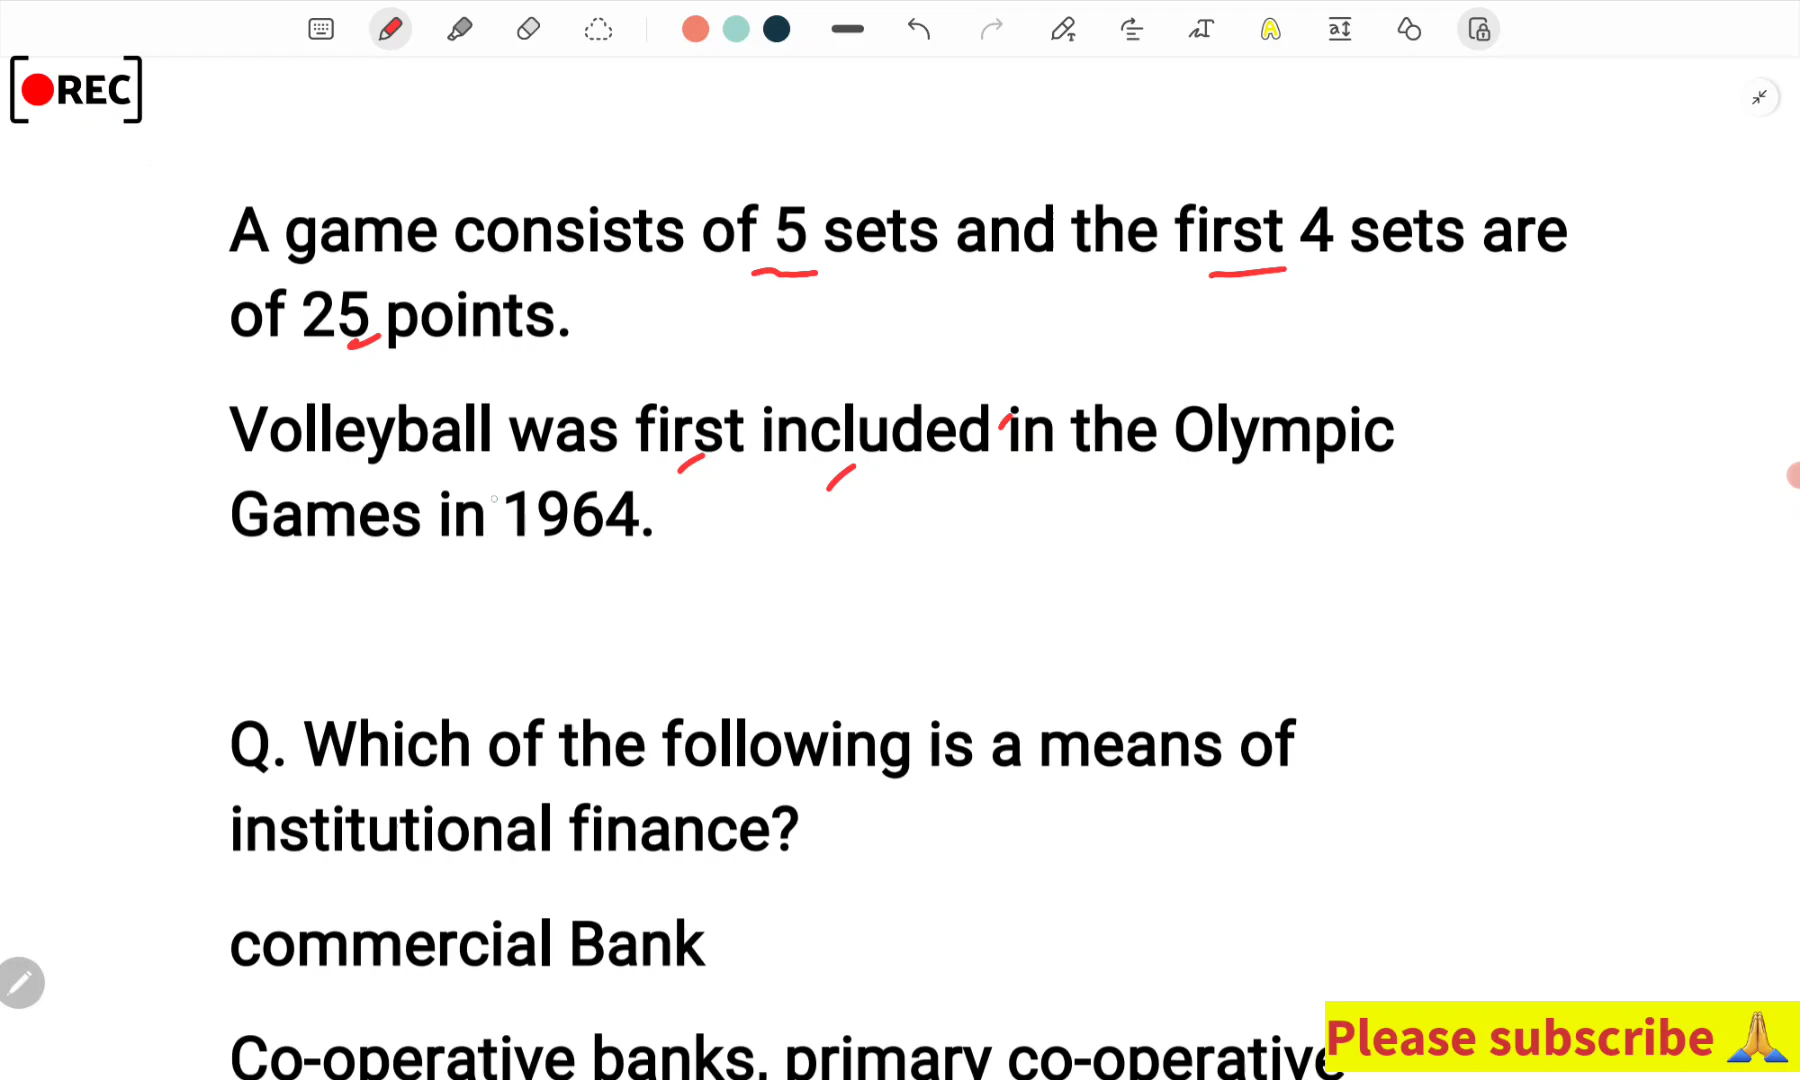 REC
A game consists of 5 sets and the first 4 sets are
of 25 points.
Volleyball was first included in the Olympic
Games in 1964.
Q. Which of the following is a means of
institutional finance?
commercial Bank
Co-operative banks, primary co-operative
Please subscribe